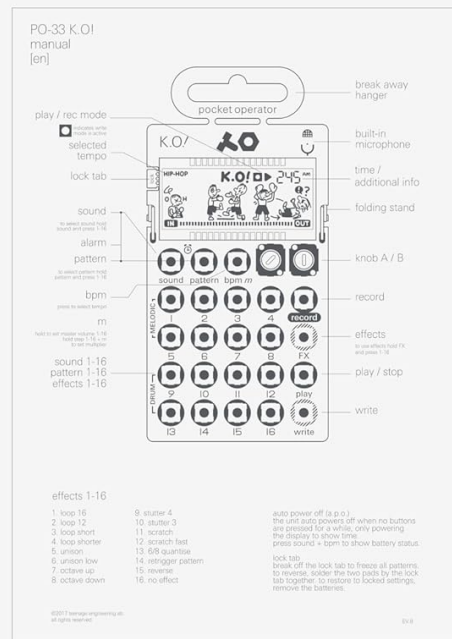 PO-33 K.O!
manual
[en]
break away
hanger
pocket operator
play / rec mode
indicates write
mode is active
K.O!
built-in
microphone
selected
tempo
HIP-HOP
K.O!
245
time /
additional info
lock tab
lock
IN
OUT
folding stand
sound
to select sound hold
sound and press 1-16
alarm
pattern
to select pattern hold
pattern and press 1-16
sound
pattern
bpm m
knob A / B
bpm
press to select tempo
MELODIC
1
2
3
4
record
record
m
hold to set master volume 1-16
hold step 1-16 + m
to set multiplier
5
6
7
8
FX
effects
to use effects hold FX
and press 1-16
sound 1-16
pattern 1-16
effects 1-16
DRUM
9
10
11
12
play
play / stop
13
14
15
16
write
write
effects 1-16
1. loop 16
2. loop 12
3. loop short
4. loop shorter
5. unison
6. unison low
7. octave up
8. octave down
9. stutter 4
10. stutter 3
11. scratch
12. scratch fast
13. 6/8 quantise
14. retrigger pattern
15. reverse
16. no effect
auto power off (a.p.o.)
the unit auto powers off when no buttons
are pressed for a while, only powering
the display to show time.
press sound + bpm to show battery status.
lock tab
break off the lock tab to freeze all patterns.
to reverse, solder the two pads by the lock
tab together. to restore to locked settings,
remove the batteries.
©2017 teenage engineering ab.
all rights reserved.